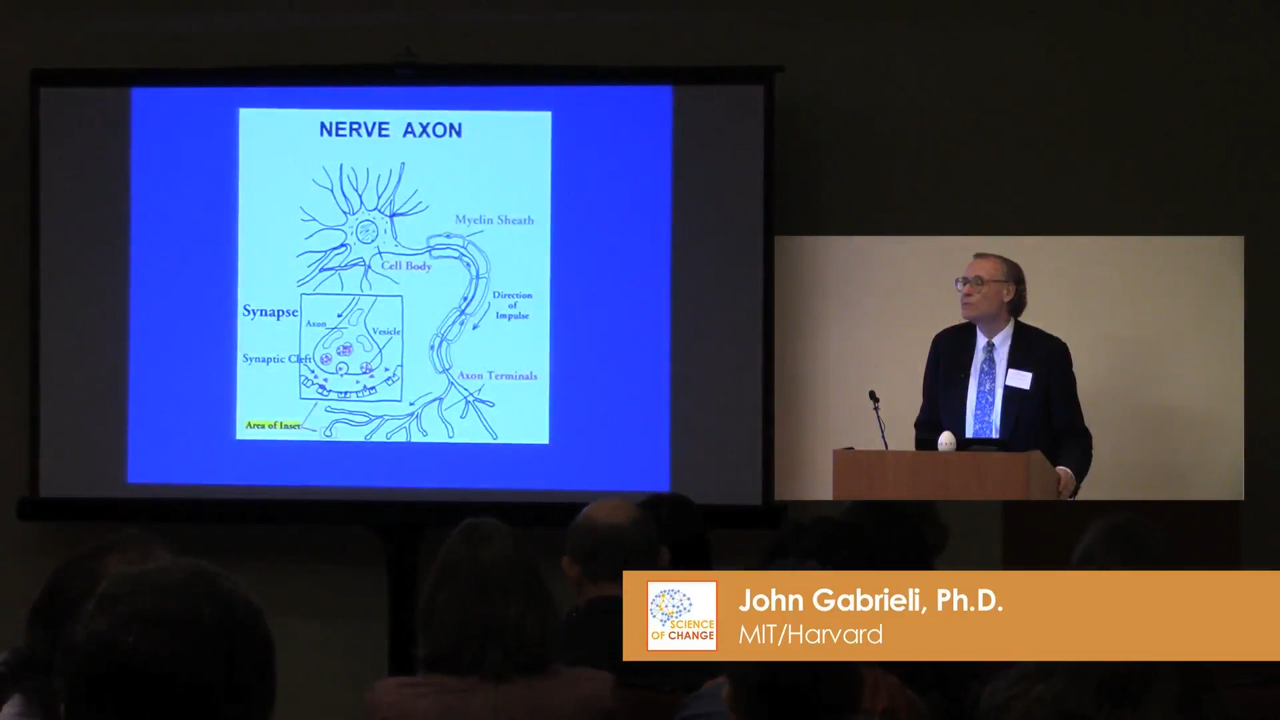 NERVE AXON
Myelin Sheath
Cell Body
Direction
of
Impulse
Synapse
Axon
Vesicle
Synaptic Cleft
Axon Terminals
Area of Inset
SCIENCE
OF CHANGE
John Gabrieli, Ph.D.
MIT/Harvard